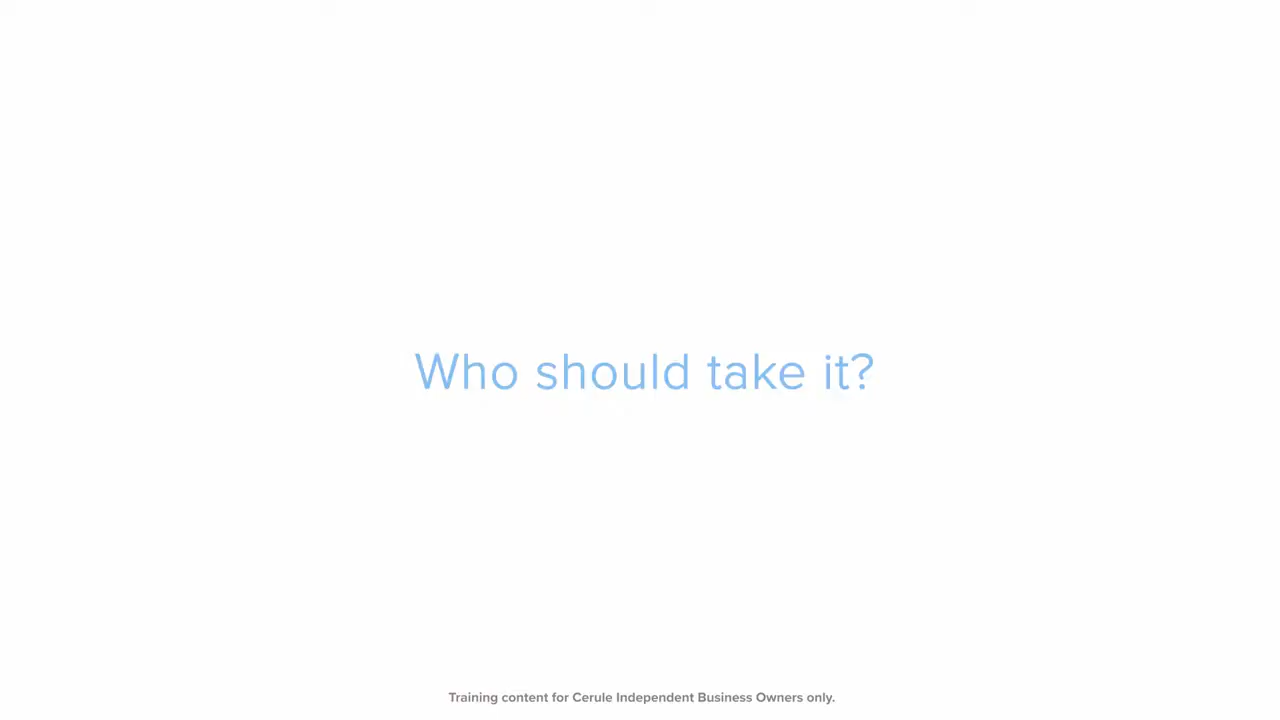 Who should take it?
Training content for Cerule Independent Business Owners only.